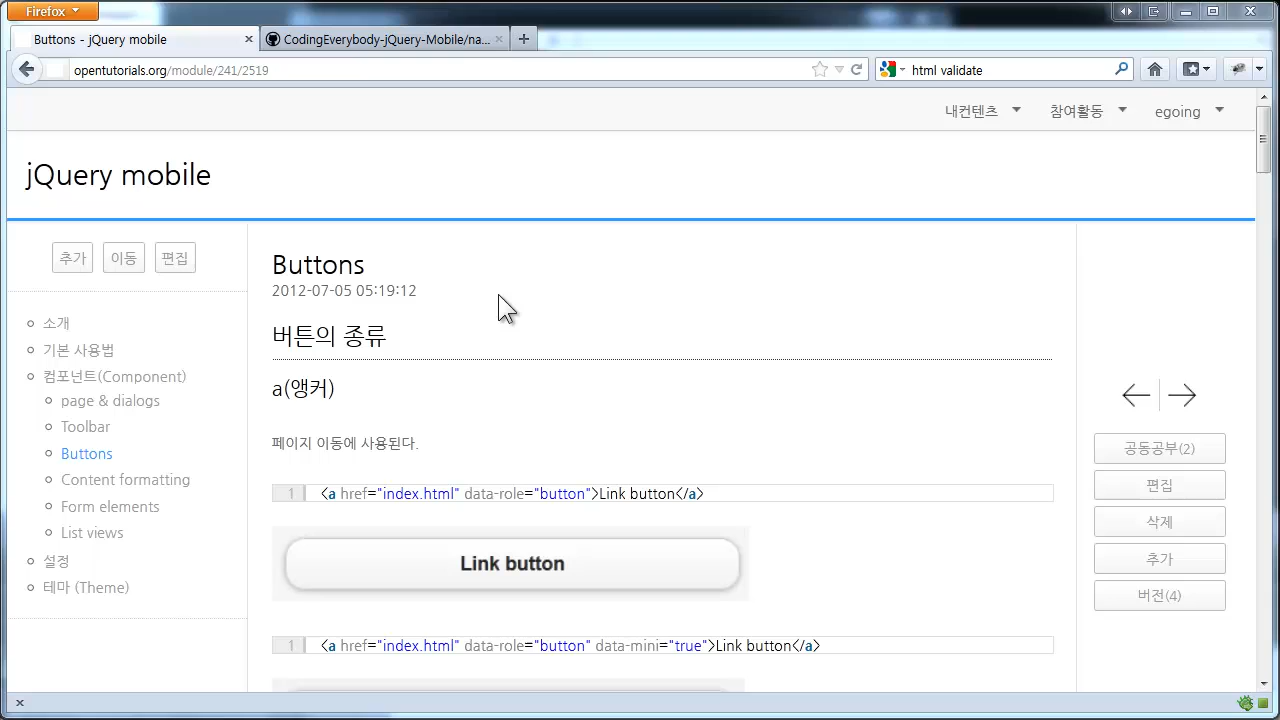 Firefox
Buttons - jQuery mobile
CodingEverybody-jQuery-Mobile/na...
opentutorials.org/module/241/2519
html validate
내컨텐츠
참여활동
egoing
jQuery mobile
추가
이동
편집
소개
기본 사용법
컴포넌트(Component)
page & dialogs
Toolbar
Buttons
Content formatting
Form elements
List views
설정
테마 (Theme)
Buttons
2012-07-05 05:19:12
버튼의 종류
a(앵커)
페이지 이동에 사용된다.
1 <a href="index.html" data-role="button">Link button</a>
Link button
1 <a href="index.html" data-role="button" data-mini="true">Link button</a>
공동공부(2)
편집
삭제
추가
버전(4)